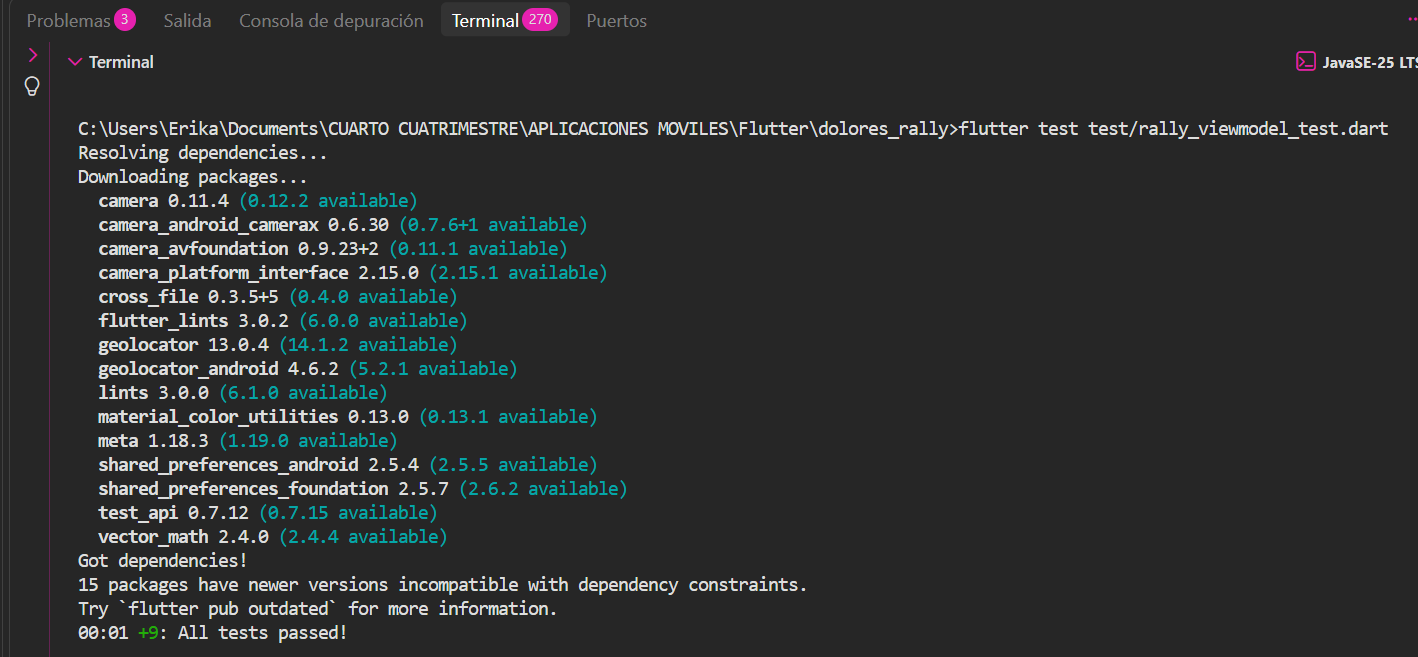 Problemas 3 Salida Consola de depuración Terminal 270 Puertos
Terminal
JavaSE-25 LTS
C:\Users\Erika\Documents\CUARTO CUATRIMESTRE\APLICACIONES MOVILES\Flutter\dolores_rally>flutter test test/rally_viewmodel_test.dart
Resolving dependencies...
Downloading packages...
camera 0.11.4 (0.12.2 available)
camera_android_camerax 0.6.30 (0.7.6+1 available)
camera_avfoundation 0.9.23+2 (0.11.1 available)
camera_platform_interface 2.15.0 (2.15.1 available)
cross_file 0.3.5+5 (0.4.0 available)
flutter_lints 3.0.2 (6.0.0 available)
geolocator 13.0.4 (14.1.2 available)
geolocator_android 4.6.2 (5.2.1 available)
lints 3.0.0 (6.1.0 available)
material_color_utilities 0.13.0 (0.13.1 available)
meta 1.18.3 (1.19.0 available)
shared_preferences_android 2.5.4 (2.5.5 available)
shared_preferences_foundation 2.5.7 (2.6.2 available)
test_api 0.7.12 (0.7.15 available)
vector_math 2.4.0 (2.4.4 available)
Got dependencies!
15 packages have newer versions incompatible with dependency constraints.
Try `flutter pub outdated` for more information.
00:01 +9: All tests passed!